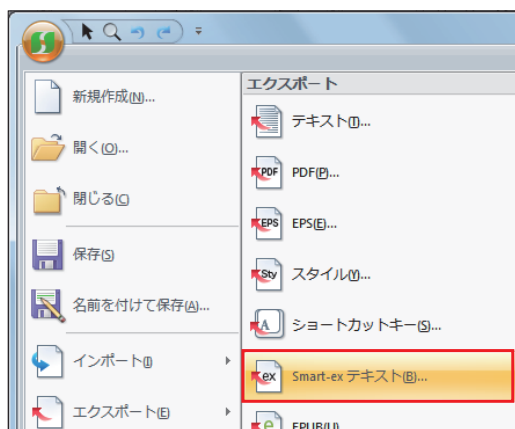 新規作成(N)...
開く(O)...
閉じる(C)
保存(S)
名前を付けて保存(A)...
インポート(I)
エクスポート(E)
エクスポート
テキスト(T)...
PDF PDF(P)...
EPS EPS(E)...
Sty スタイル(Y)...
A ショートカットキー(S)...
ex Smart-ex テキスト(B)...
e EPUB(U)